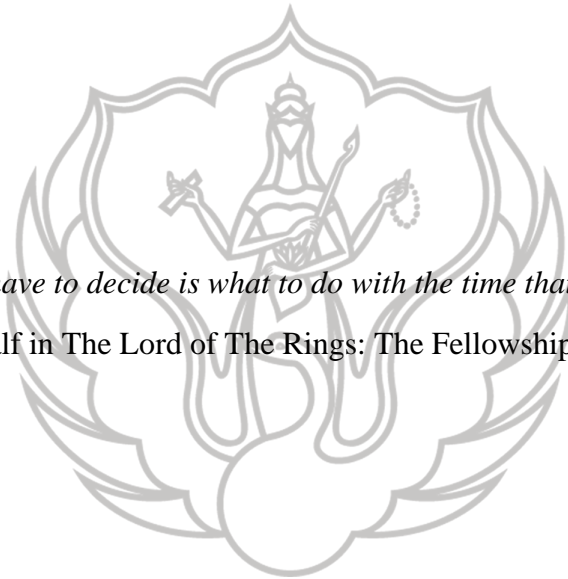 ave to decide is what to do with the time tha
lf in The Lord of The Rings: The Fellowship